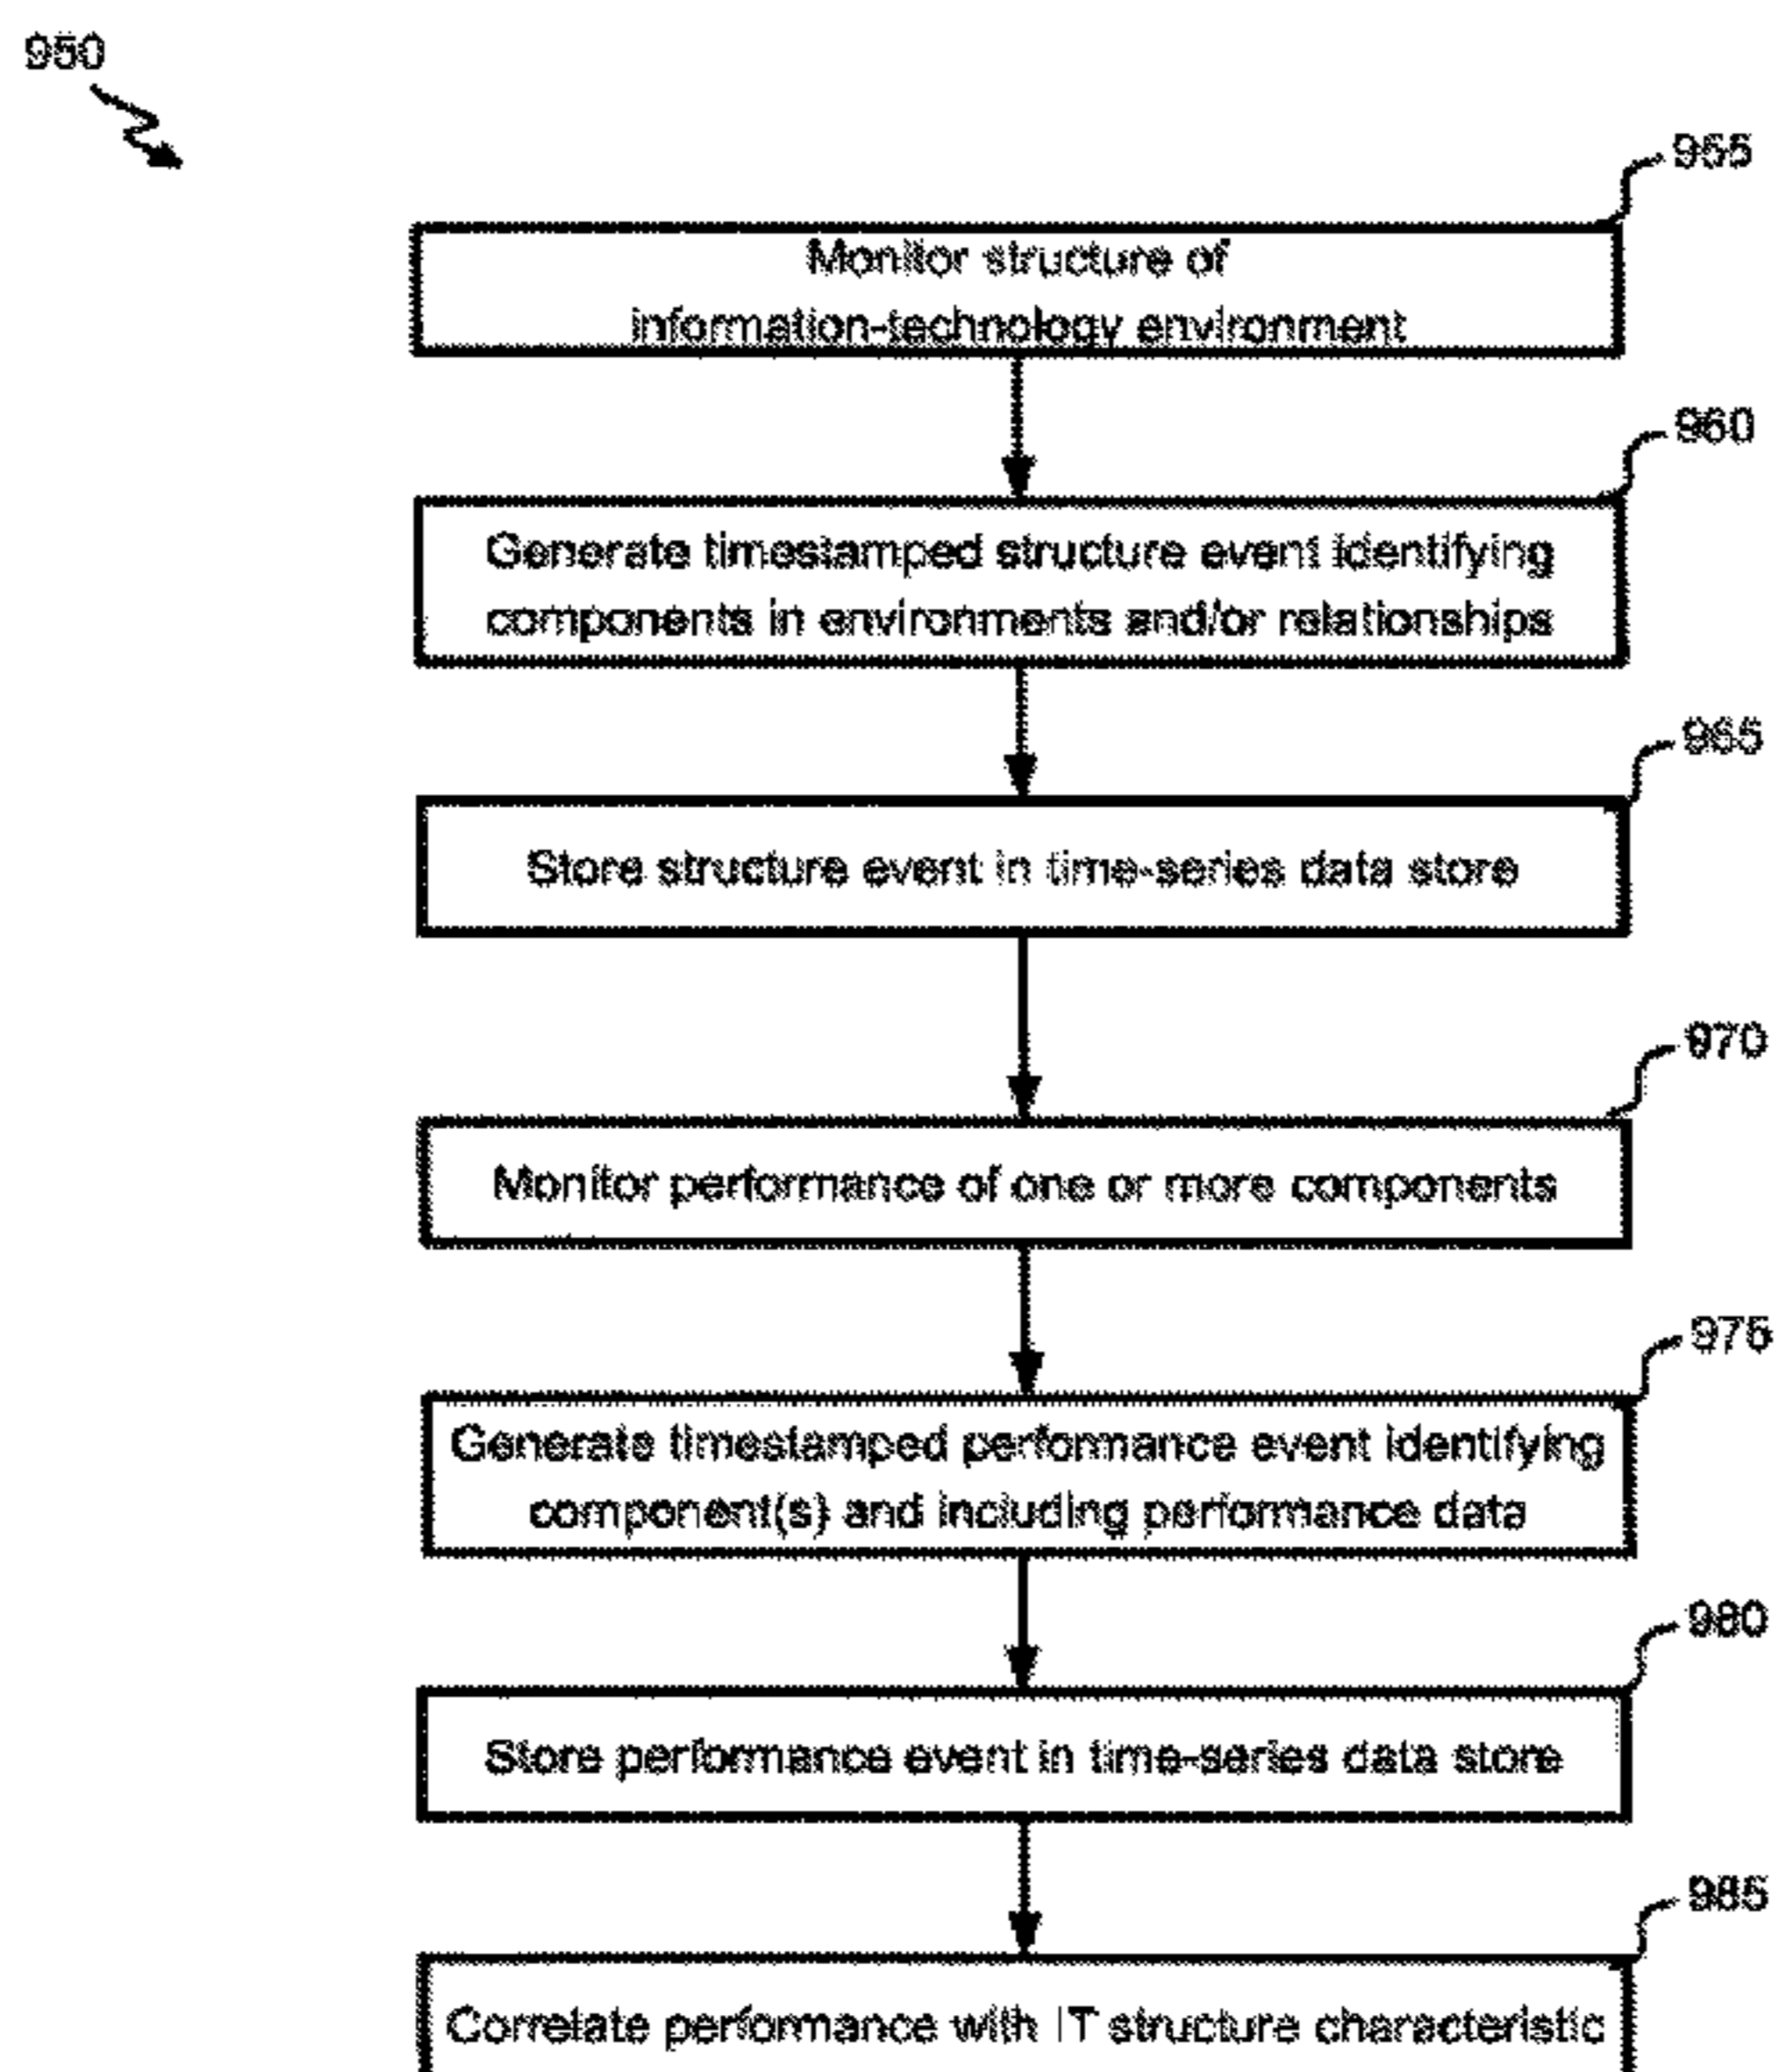 950
955
Monitor structure of
information-technology environment
960
Generate timestamped structure event identifying
components in environments and/or relationships
965
Store structure event in time-series data store
970
Monitor performance of one or more components
975
Generate timestamped performance event identifying
component(s) and including performance data
980
Store performance event in time-series data store
985
Correlate performance with IT structure characteristic